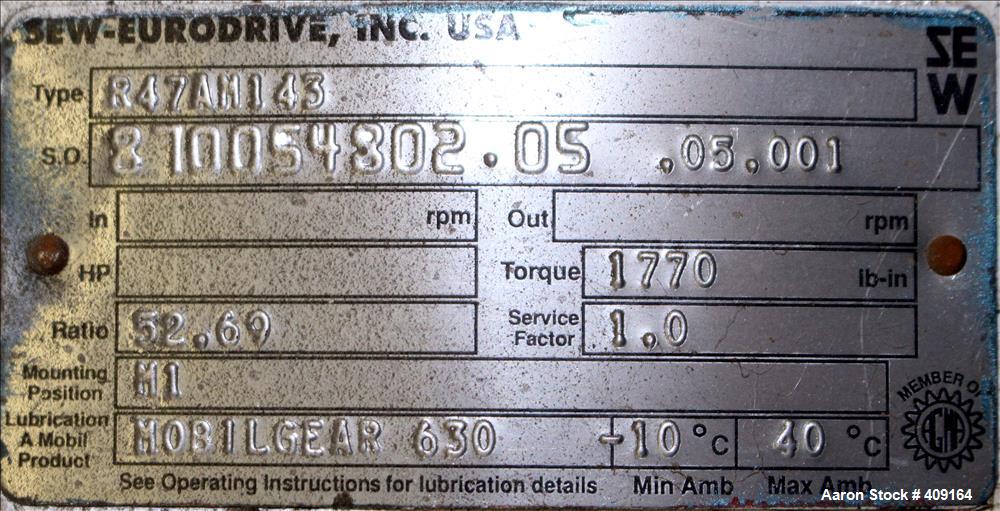 SEW-EURODRIVE, INC. USA
SE
W
Type R47AM143
S.O. 870054802.05 .05.001
In rpm Out rpm
HP Torque 1770 lb-in
Ratio 52,69 Service Factor 1,0
Mounting Position M1
Lubrication A Mobil Product MOBILGEAR 630 -10 °C 40 °C
See Operating Instructions for lubrication details Min Amb Max Amb
MEMBER OF
AGMA
Aaron Stock # 409164